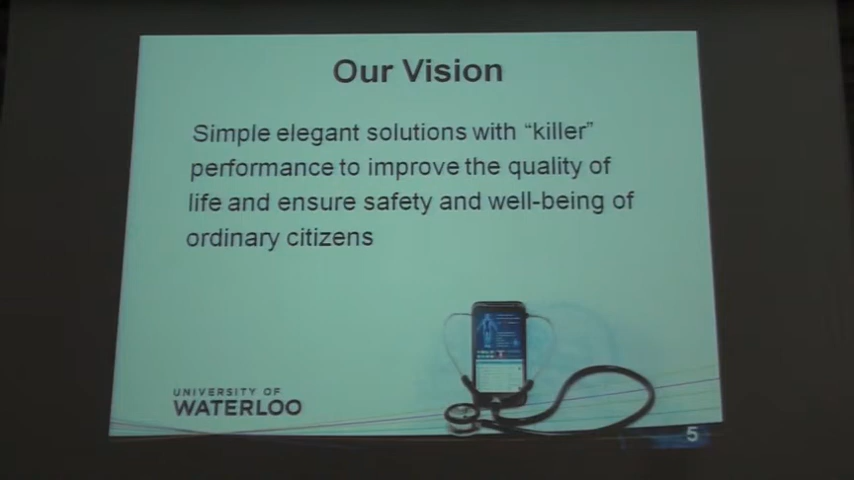 Our Vision
Simple elegant solutions with “killer”
performance to improve the quality of
life and ensure safety and well-being of
ordinary citizens
UNIVERSITY OF
WATERLOO
5